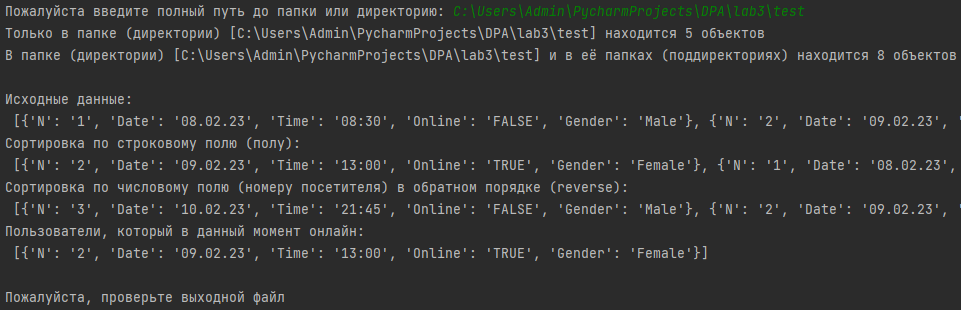 Пожалуйста введите полный путь до папки или директорию: C:\Users\Admin\PycharmProjects\DPA\lab3\test
Только в папке (директории) [C:\Users\Admin\PycharmProjects\DPA\lab3\test] находится 5 объектов
В папке (директории) [C:\Users\Admin\PycharmProjects\DPA\lab3\test] и в её папках (поддиректориях) находится 8 объектов
Исходные данные:
[{'N': '1', 'Date': '08.02.23', 'Time': '08:30', 'Online': 'FALSE', 'Gender': 'Male'}, {'N': '2', 'Date': '09.02.23', '
Сортировка по строковому полю (полу):
[{'N': '2', 'Date': '09.02.23', 'Time': '13:00', 'Online': 'TRUE', 'Gender': 'Female'}, {'N': '1', 'Date': '08.02.23',
Сортировка по числовому полю (номеру посетителя) в обратном порядке (reverse):
[{'N': '3', 'Date': '10.02.23', 'Time': '21:45', 'Online': 'FALSE', 'Gender': 'Male'}, {'N': '2', 'Date': '09.02.23', '
Пользователи, который в данный момент онлайн:
[{'N': '2', 'Date': '09.02.23', 'Time': '13:00', 'Online': 'TRUE', 'Gender': 'Female'}]
Пожалуйста, проверьте выходной файл